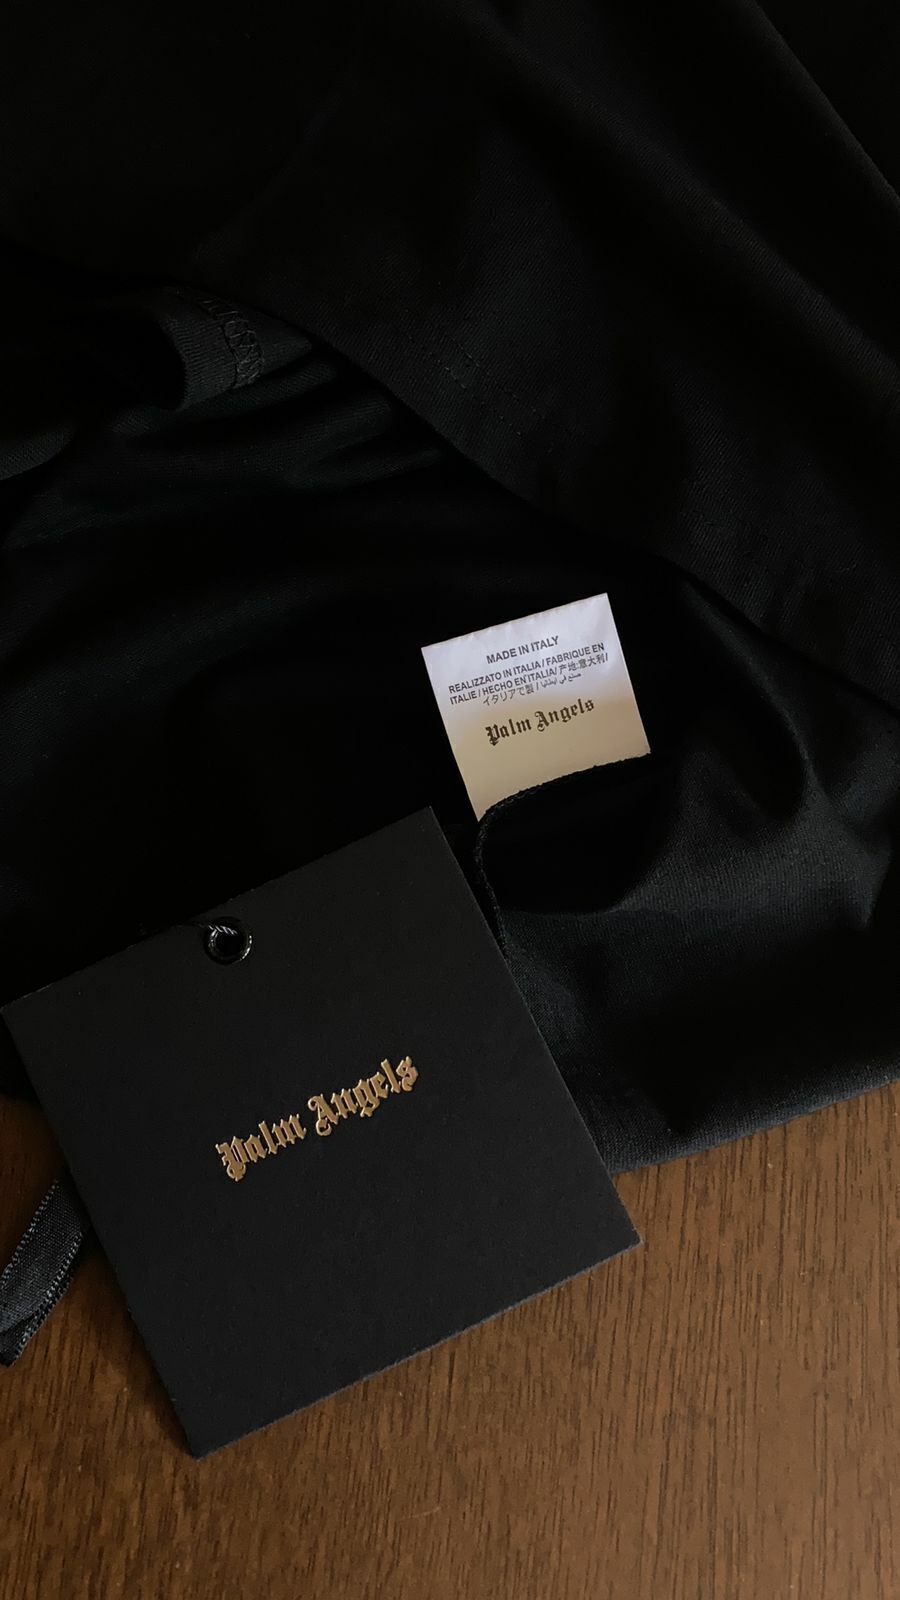 MADE IN ITALY
REALIZZATO IN ITALIA / FABRIQUE EN
ITALIE / HECHO EN ITALIA / 产地:意大利 /
イタリアで製 / صنع في إيطاليا
Palm Angels
Palm Angels